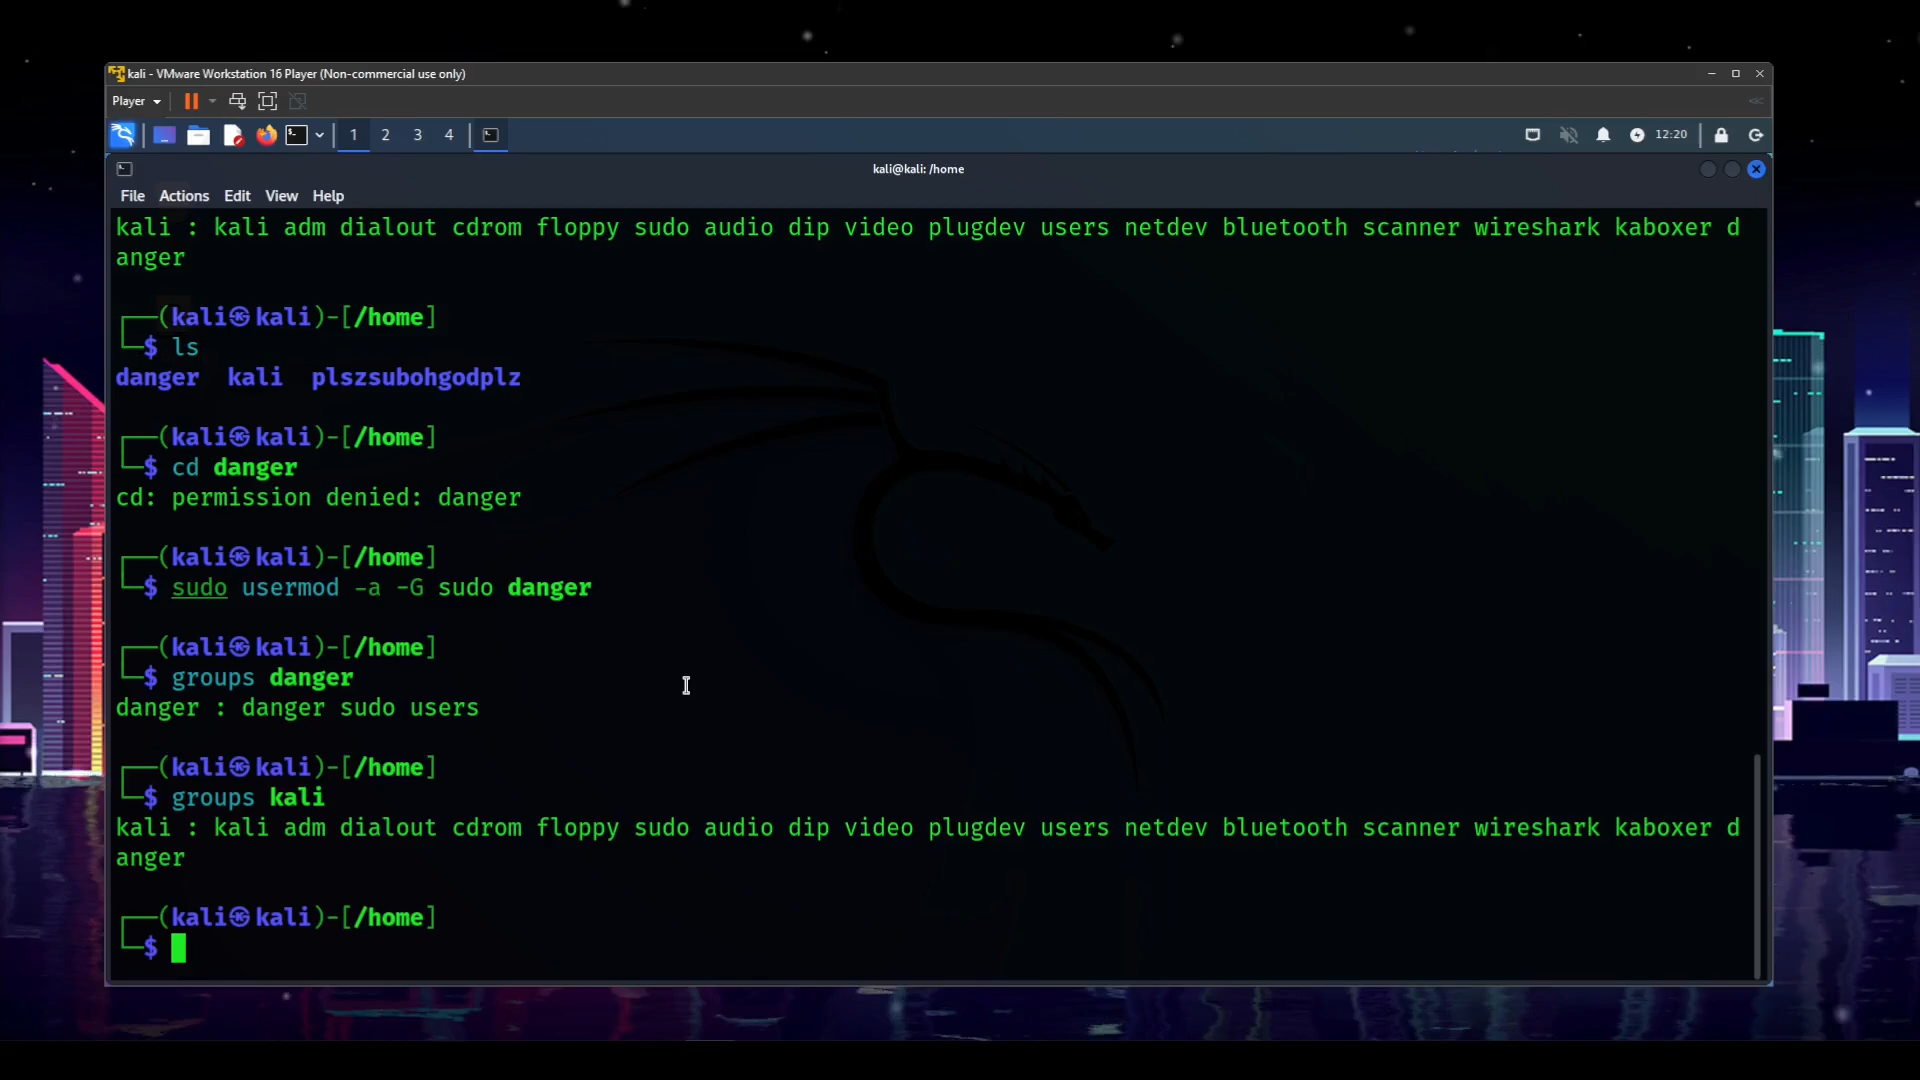 kali - VMware Workstation 16 Player (Non-commercial use only)
Player
1 2 3 4 12:20
kali@kali: /home
File Actions Edit View Help
kali : kali adm dialout cdrom floppy sudo audio dip video plugdev users netdev bluetooth scanner wireshark kaboxer d
anger
┌──(kali㉿kali)-[/home]
└─$ ls
danger kali plszsubohgodplz
┌──(kali㉿kali)-[/home]
└─$ cd danger
cd: permission denied: danger
┌──(kali㉿kali)-[/home]
└─$ sudo usermod -a -G sudo danger
┌──(kali㉿kali)-[/home]
└─$ groups danger
danger : danger sudo users
┌──(kali㉿kali)-[/home]
└─$ groups kali
kali : kali adm dialout cdrom floppy sudo audio dip video plugdev users netdev bluetooth scanner wireshark kaboxer d
anger
┌──(kali㉿kali)-[/home]
└─$